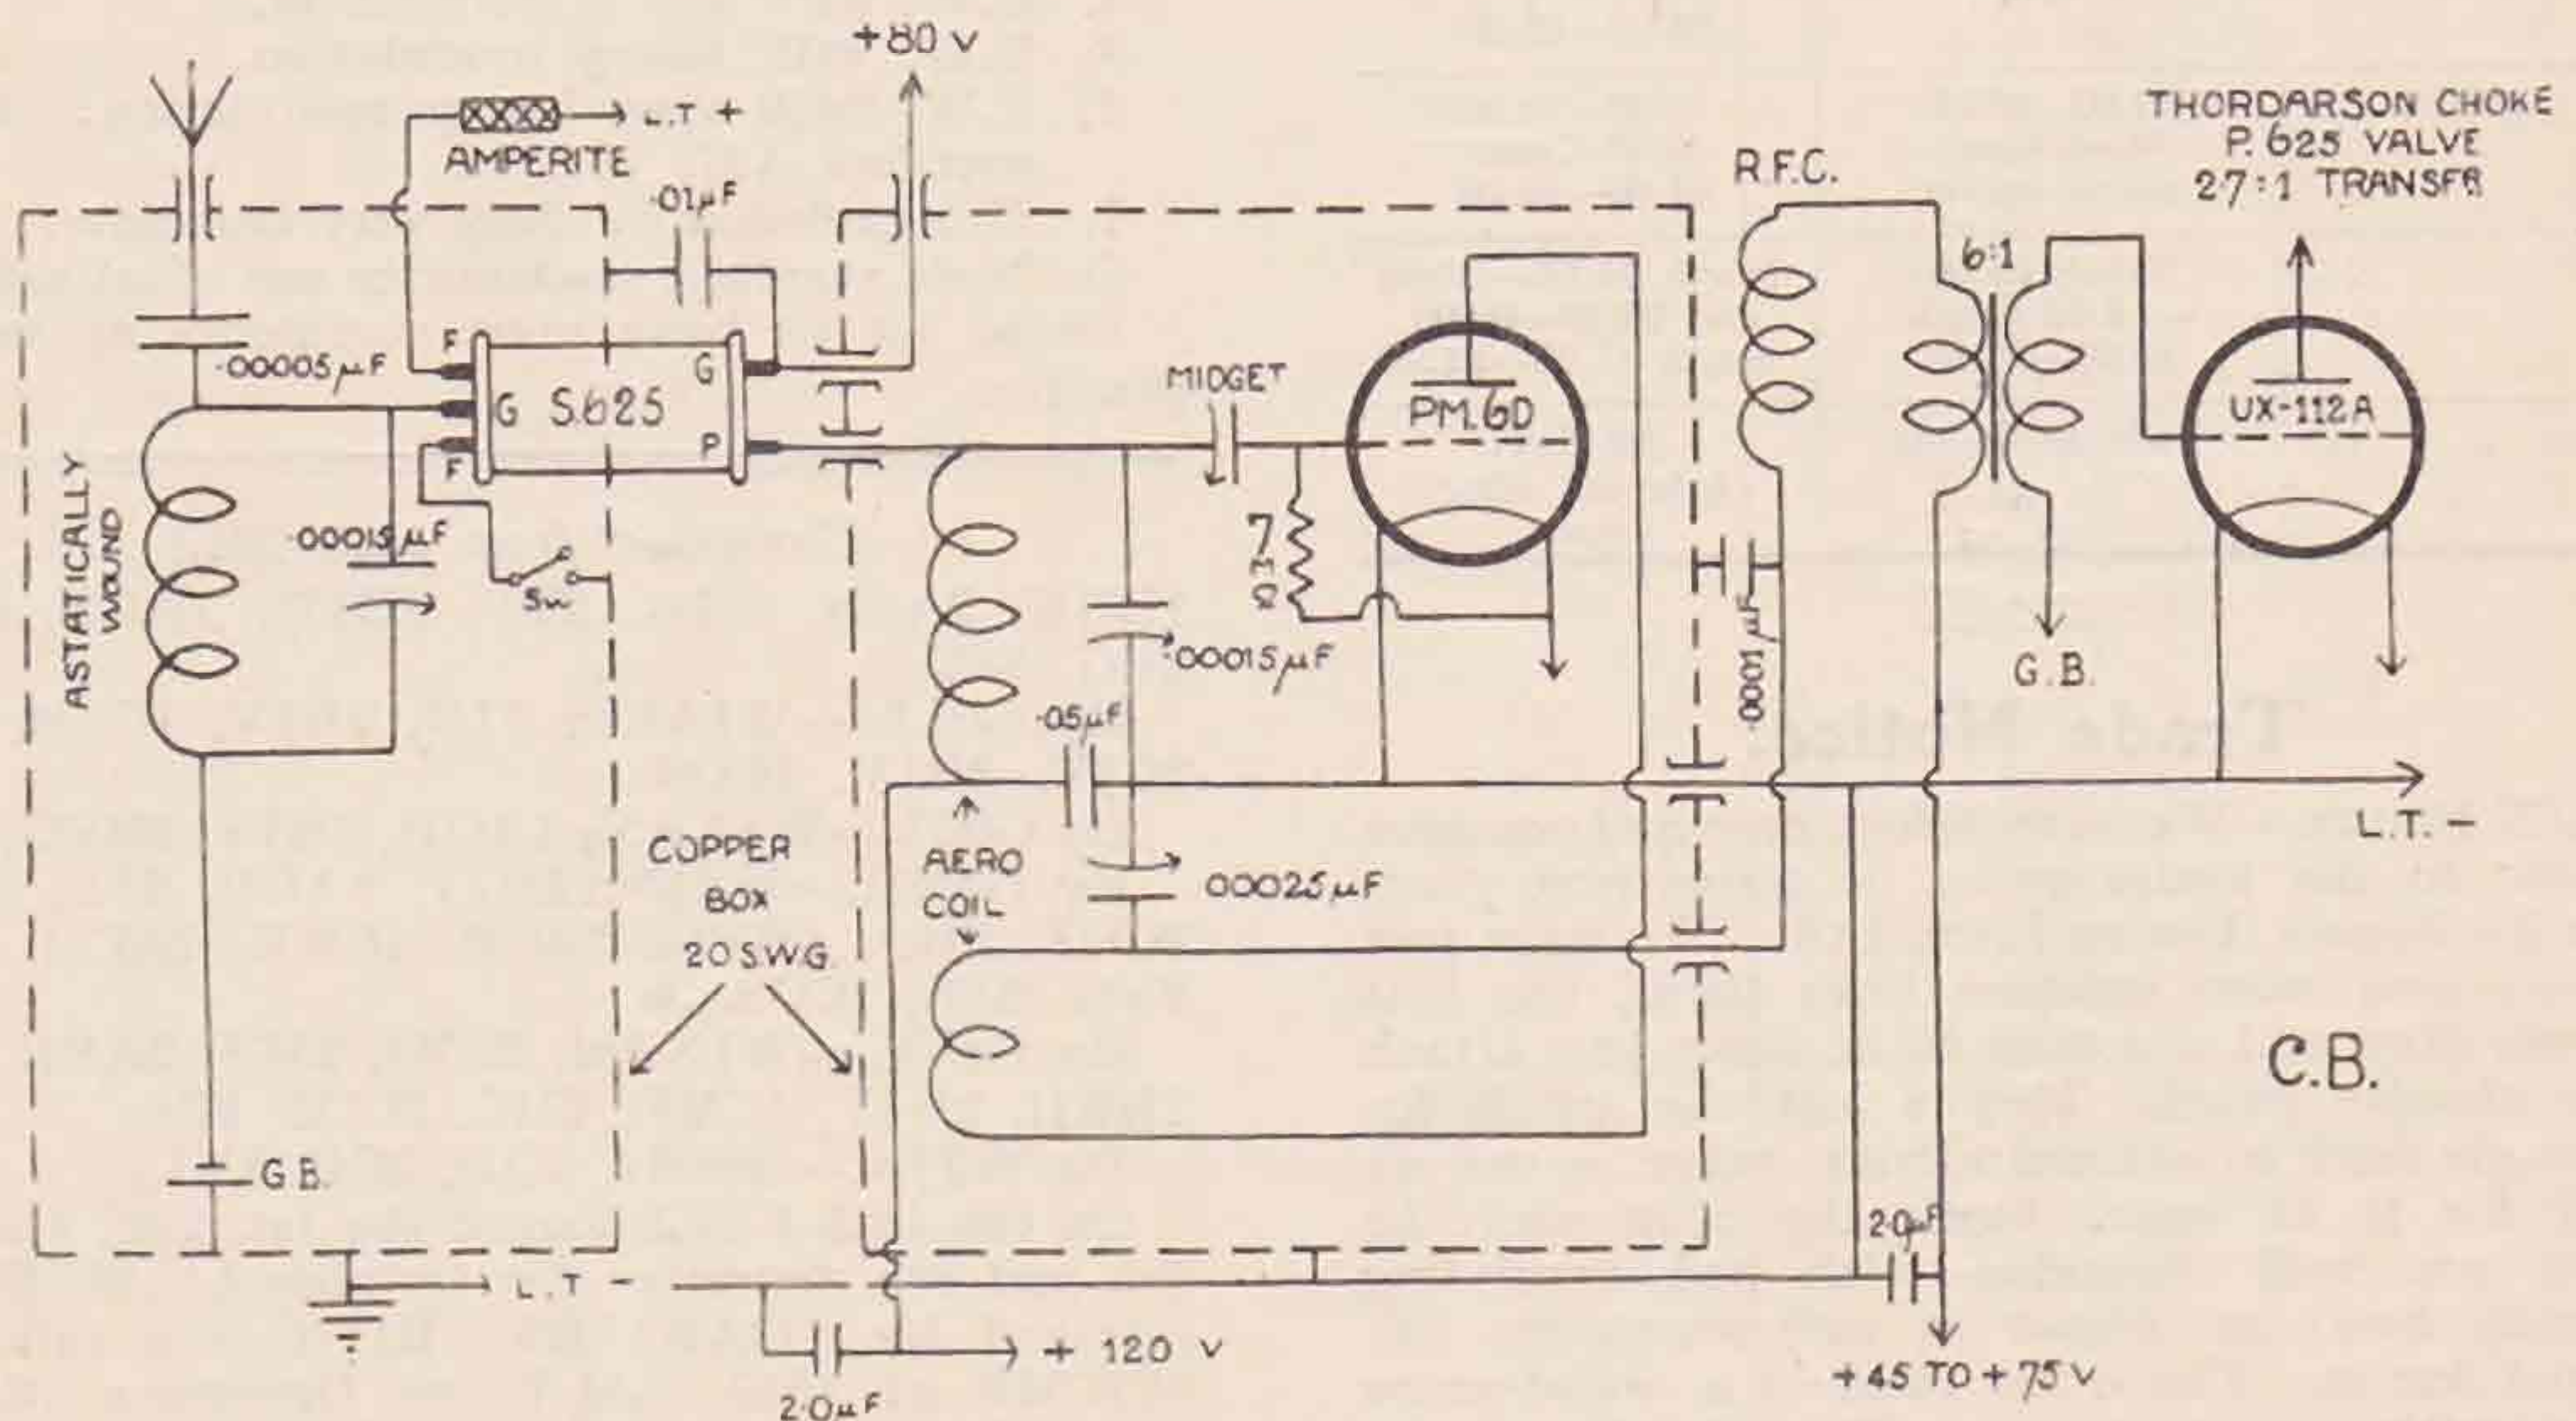 +80 V
L.T +
AMPERITE
.01μF
THORDARSON CHOKE
P. 625 VALVE
2.7:1 TRANSFR
R.F.C.
6:1
.00005μF
F
G
F
S.625
G
P
MIDGET
PM.6D
UX-112A
ASTATICALLY
WOUND
.00015μF
Sw
.00015μF
.0001μF
G.B.
.05μF
L.T. -
COPPER
BOX
20 S.W.G.
AERO
COIL
.00025μF
C.B.
G.B.
L.T -
2.0μF
+ 120 V
2.0μF
+45 TO +75 V